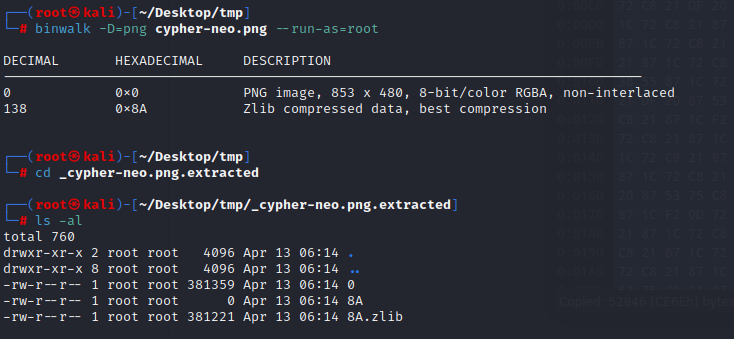 (root㉿kali)-[~/Desktop/tmp]
# binwalk -D=png cypher-neo.png --run-as=root
DECIMAL HEXADECIMAL DESCRIPTION
0 0x0 PNG image, 853 x 480, 8-bit/color RGBA, non-interlaced
138 0x8A Zlib compressed data, best compression
(root㉿kali)-[~/Desktop/tmp]
# cd _cypher-neo.png.extracted
(root㉿kali)-[~/Desktop/tmp/_cypher-neo.png.extracted]
# ls -al
total 760
drwxr-xr-x 2 root root 4096 Apr 13 06:14 .
drwxr-xr-x 8 root root 4096 Apr 13 06:14 ..
-rw-r--r-- 1 root root 381359 Apr 13 06:14 0
-rw-r--r-- 1 root root 0 Apr 13 06:14 8A
-rw-r--r-- 1 root root 381221 Apr 13 06:14 8A.zlib